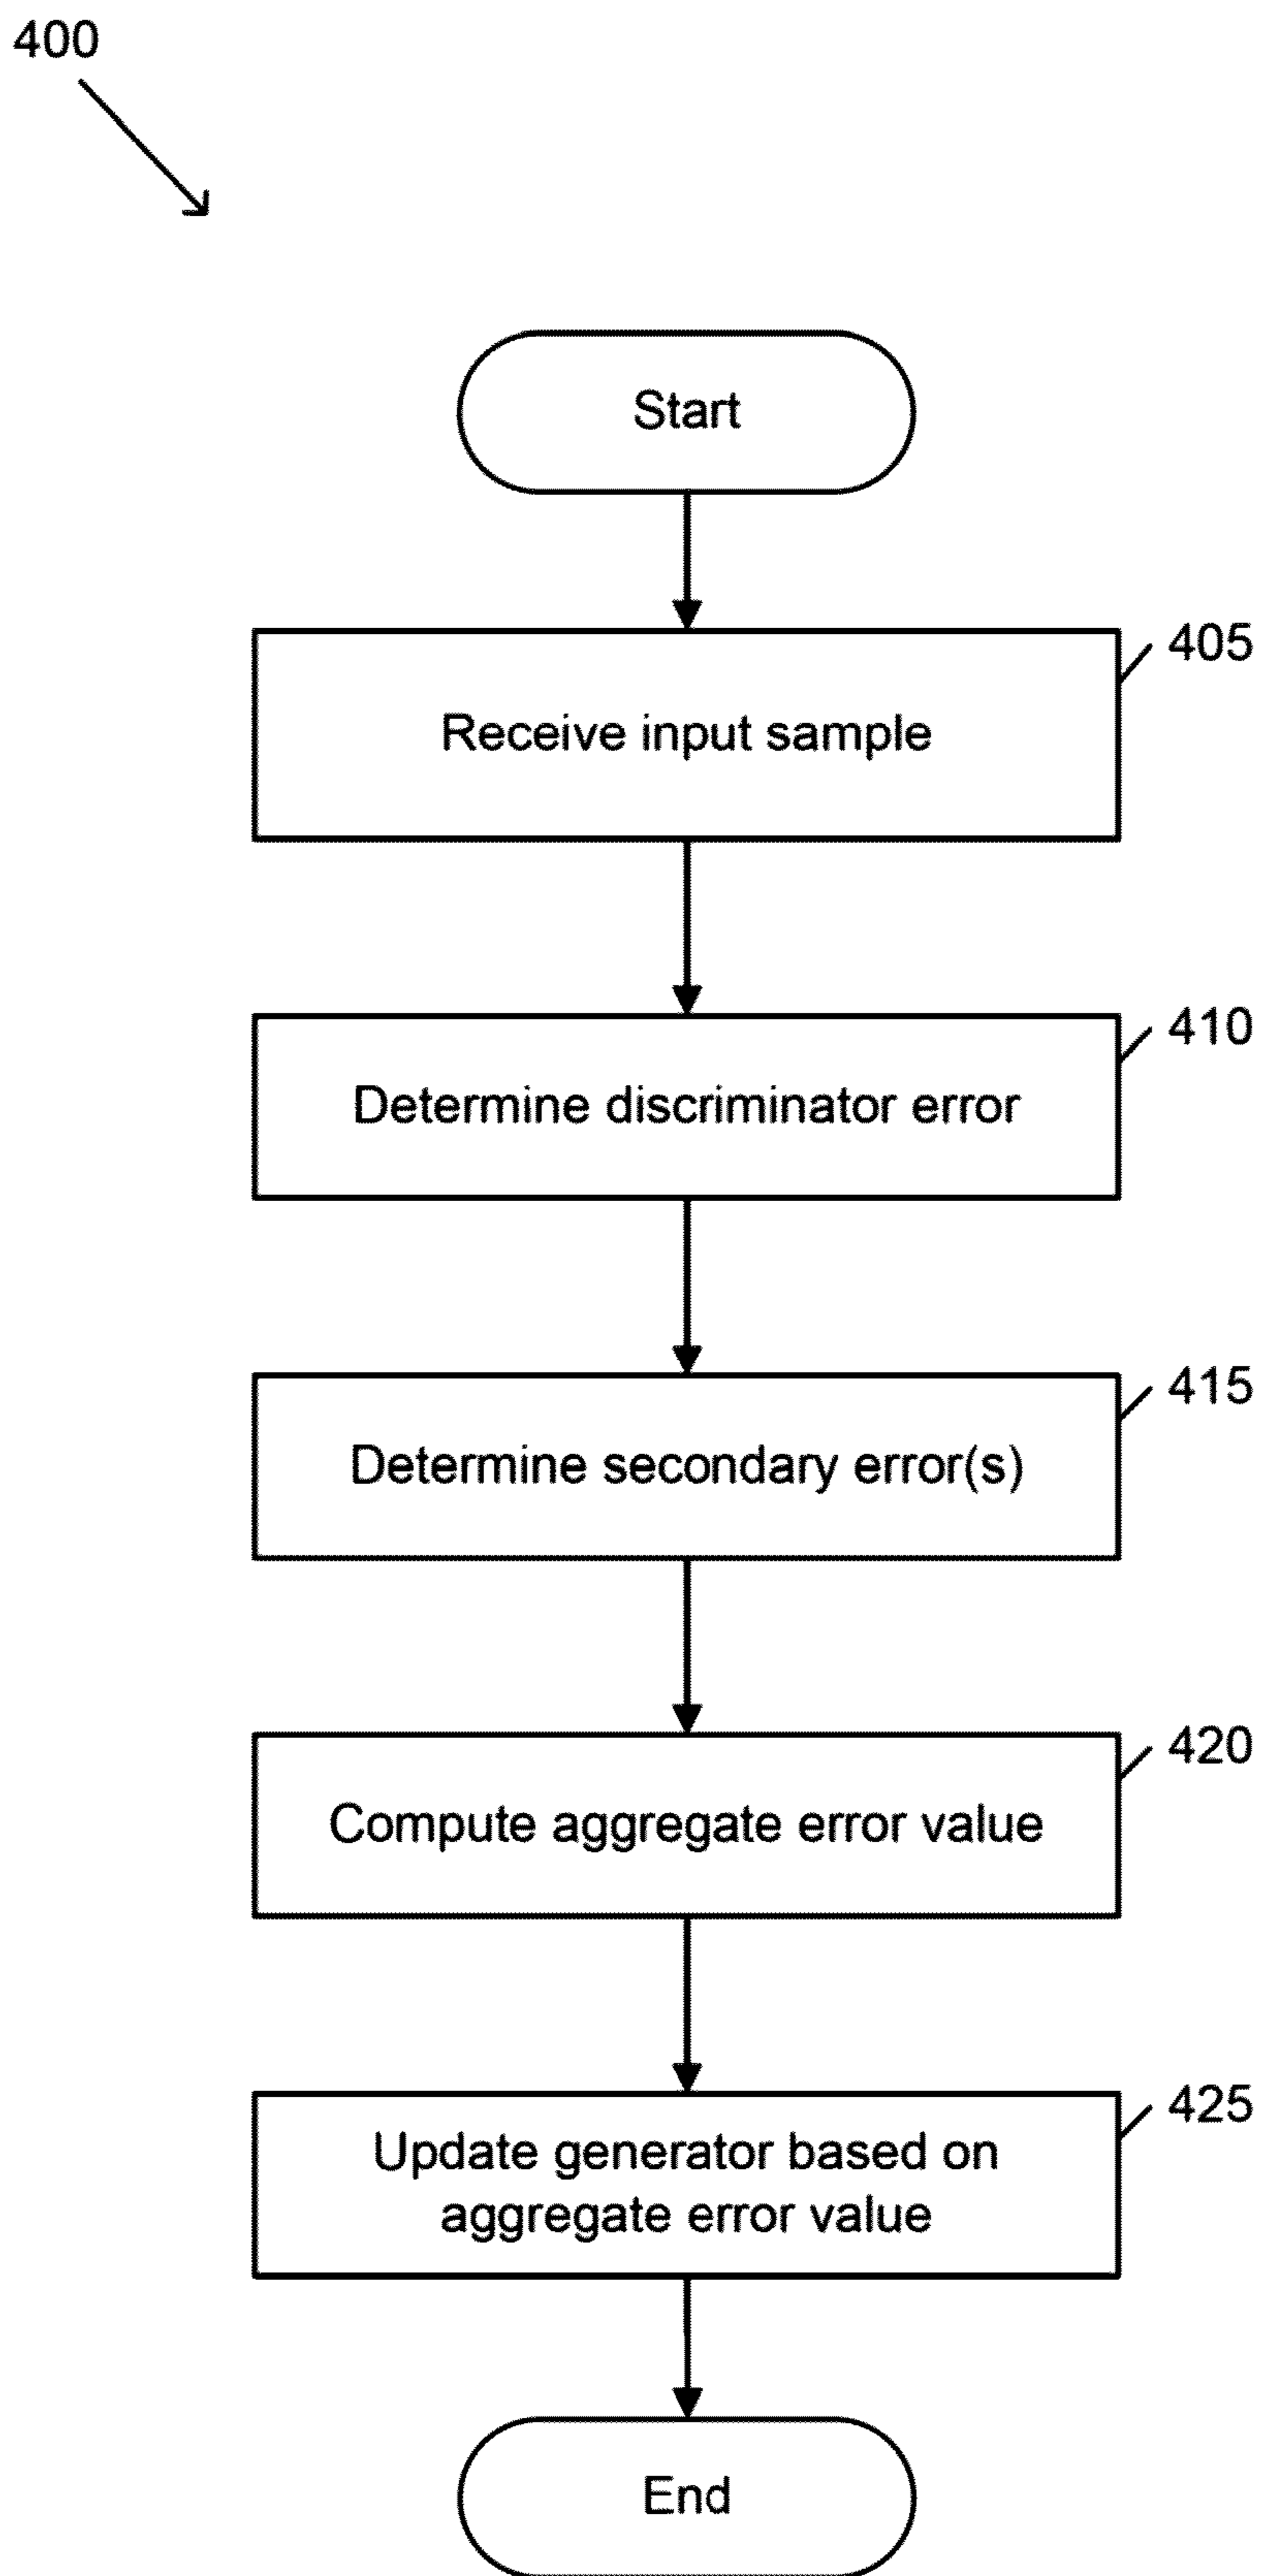 400
Start
405
Receive input sample
410
Determine discriminator error
415
Determine secondary error(s)
420
Compute aggregate error value
425
Update generator based on
aggregate error value
End